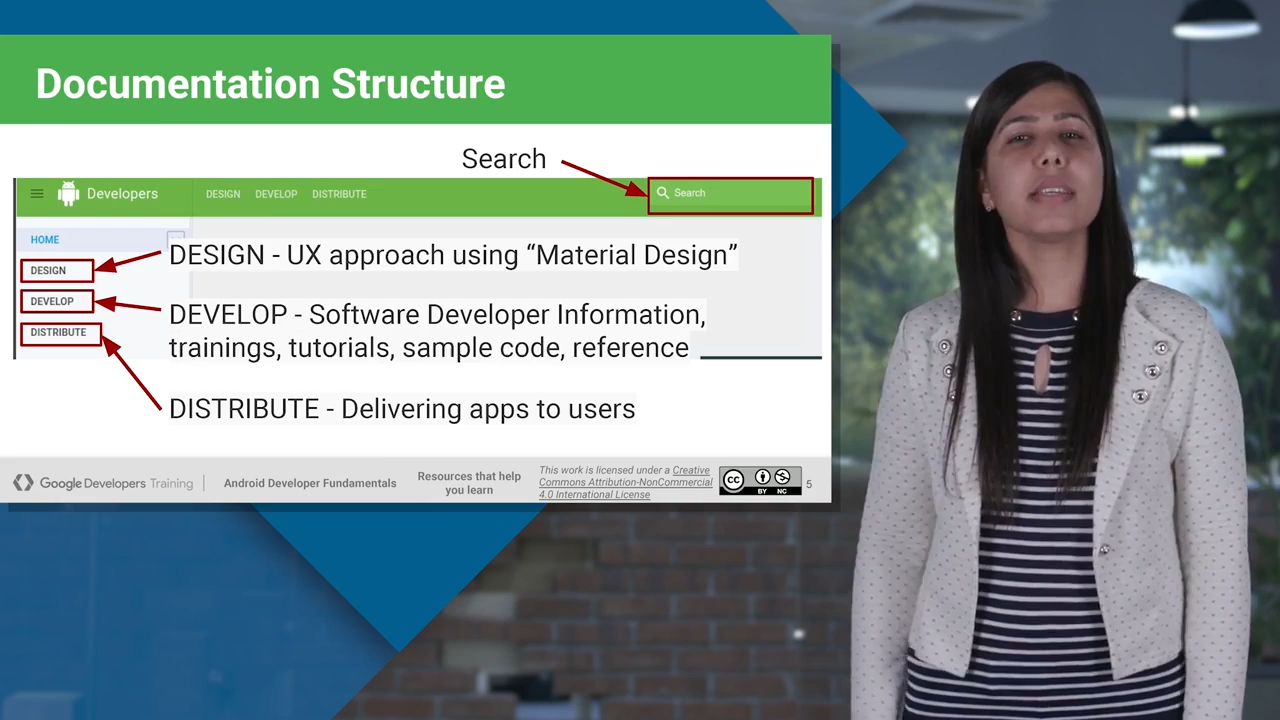 Documentation Structure
Search
Developers
DESIGN DEVELOP DISTRIBUTE
Search
HOME
DESIGN
DESIGN - UX approach using “Material Design”
DEVELOP
DEVELOP - Software Developer Information,
trainings, tutorials, sample code, reference
DISTRIBUTE
DISTRIBUTE - Delivering apps to users
Google Developers Training
Android Developer Fundamentals
Resources that help
you learn
This work is licensed under a Creative
Commons Attribution-NonCommercial
4.0 International License
cc
BY NC
5